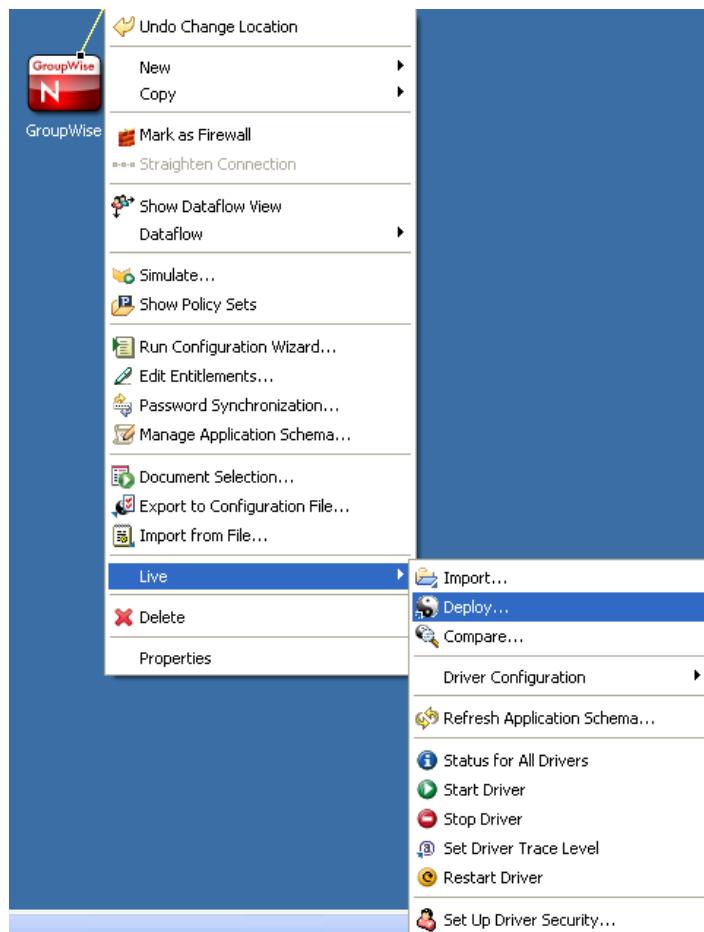 Undo Change Location
GroupWise
N
GroupWise
New
Copy
Mark as Firewall
Straighten Connection
Show Dataflow View
Dataflow
Simulate...
Show Policy Sets
Run Configuration Wizard...
Edit Entitlements...
Password Synchronization...
Manage Application Schema...
Document Selection...
Export to Configuration File...
Import from File...
Live
Delete
Properties
Import...
Deploy...
Compare...
Driver Configuration
Refresh Application Schema...
Status for All Drivers
Start Driver
Stop Driver
Set Driver Trace Level
Restart Driver
Set Up Driver Security...